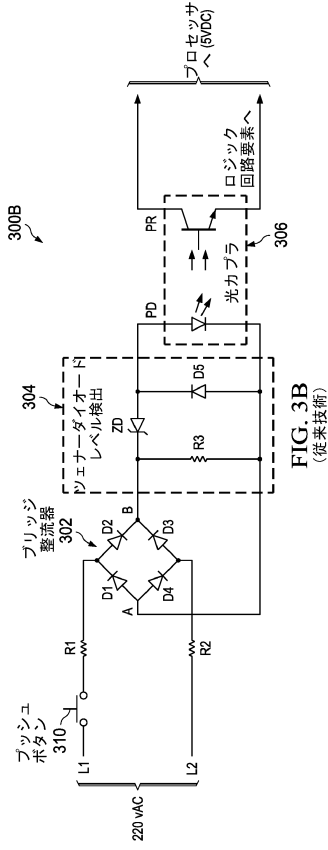 300B
プッシュ
ボタン
310
L1
L2
220 vAC
R1
R2
ブリッジ
整流器
302
D1
D2
D3
D4
A
B
304
ツェナーダイオード
レベル検出
ZD
D5
R3
PD
PR
光カプラ
306
ロジック
回路要素へ
プロセッサ
へ(5VDC)
FIG. 3B
(従来技術)